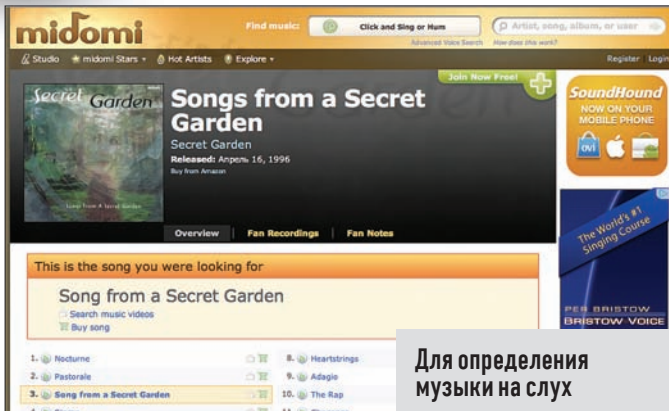 midomi
Find music:
Click and Sing or Hum
Artist, song, album, or user
Advanced Voice Search
How does this work?
Studio
midomi Stars
Hot Artists
Explore
Register
Login
Join Now Free!
Secret Garden
Songs from a Secret Garden
Songs from a Secret
Garden
Secret Garden
Released: Апрель 16, 1996
Buy from Amazon
Overview
Fan Recordings
Fan Notes
SoundHound
NOW ON YOUR
MOBILE PHONE
ovi
The World's #1
Singing Course
PER BRISTOW
BRISTOW VOICE
This is the song you were looking for
Song from a Secret Garden
Search music videos
Buy song
1. Nocturne
2. Pastorale
3. Song from a Secret Garden
8. Heartstrings
9. Adagio
10. The Rap
Для определения
музыки на слух